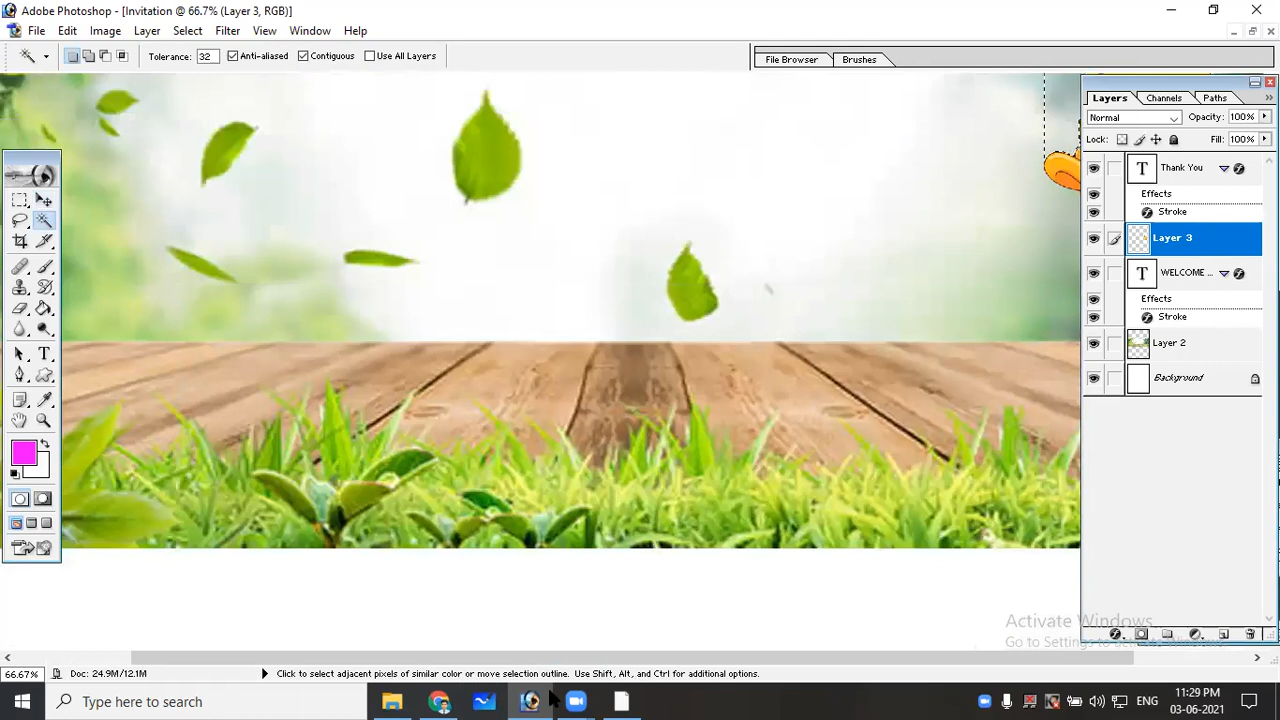 Adobe Photoshop - [Invitation @ 66.7% (Layer 3, RGB)]
File Edit Image Layer Select Filter View Window Help
Tolerance: 32 Anti-aliased Contiguous Use All Layers
File Browser Brushes
Layers Channels Paths
Normal Opacity: 100%
Lock: Fill: 100%
T Thank You
Effects
Stroke
Layer 3
T WELCOME ...
Effects
Stroke
Layer 2
Background
T
Activate Windows
Go to Settings to activate Windows.
66.67% Doc: 24.9M/12.1M Click to select adjacent pixels of similar color or move selection outline. Use Shift, Alt, and Ctrl for additional options.
Type here to search
ENG
11:29 PM
03-06-2021